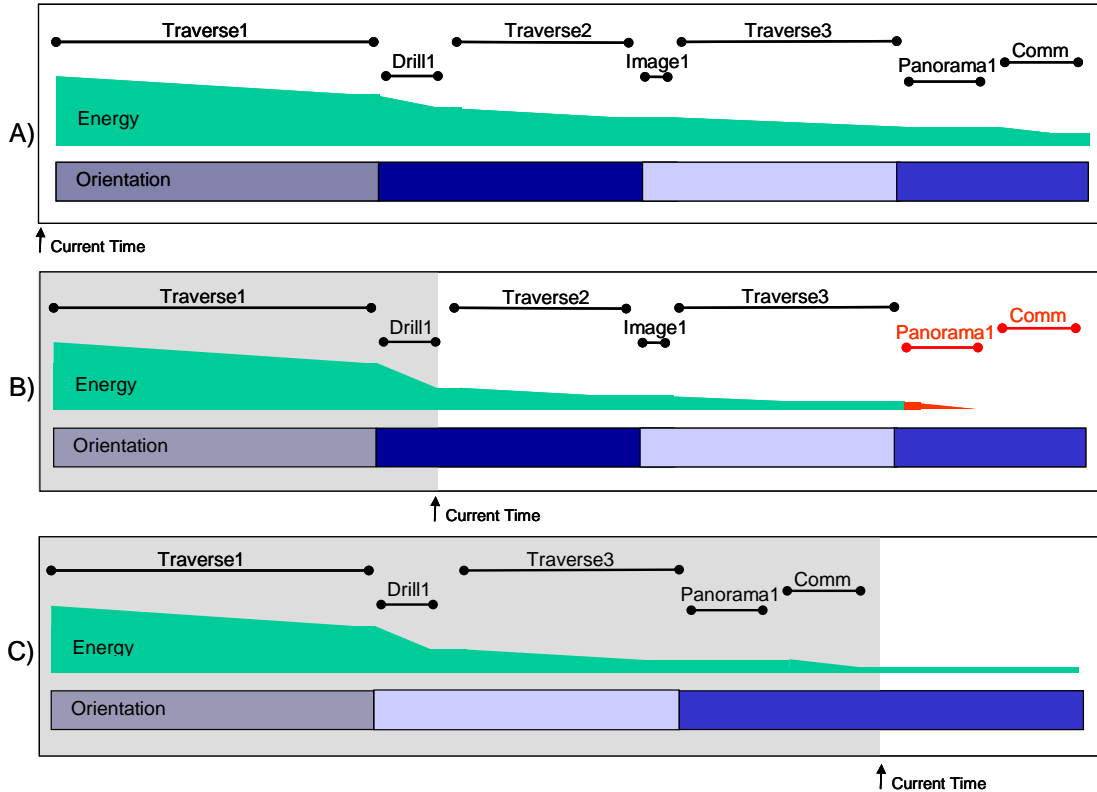 Traverse1 Traverse2 Traverse3
Drill1 Image1 Panorama1 Comm
Energy
A)
Orientation
Current Time
Traverse1 Traverse2 Traverse3
Drill1 Image1 Panorama1 Comm
Energy
B)
Orientation
Current Time
Traverse1 Traverse3
Drill1 Panorama1 Comm
Energy
C)
Orientation
Current Time